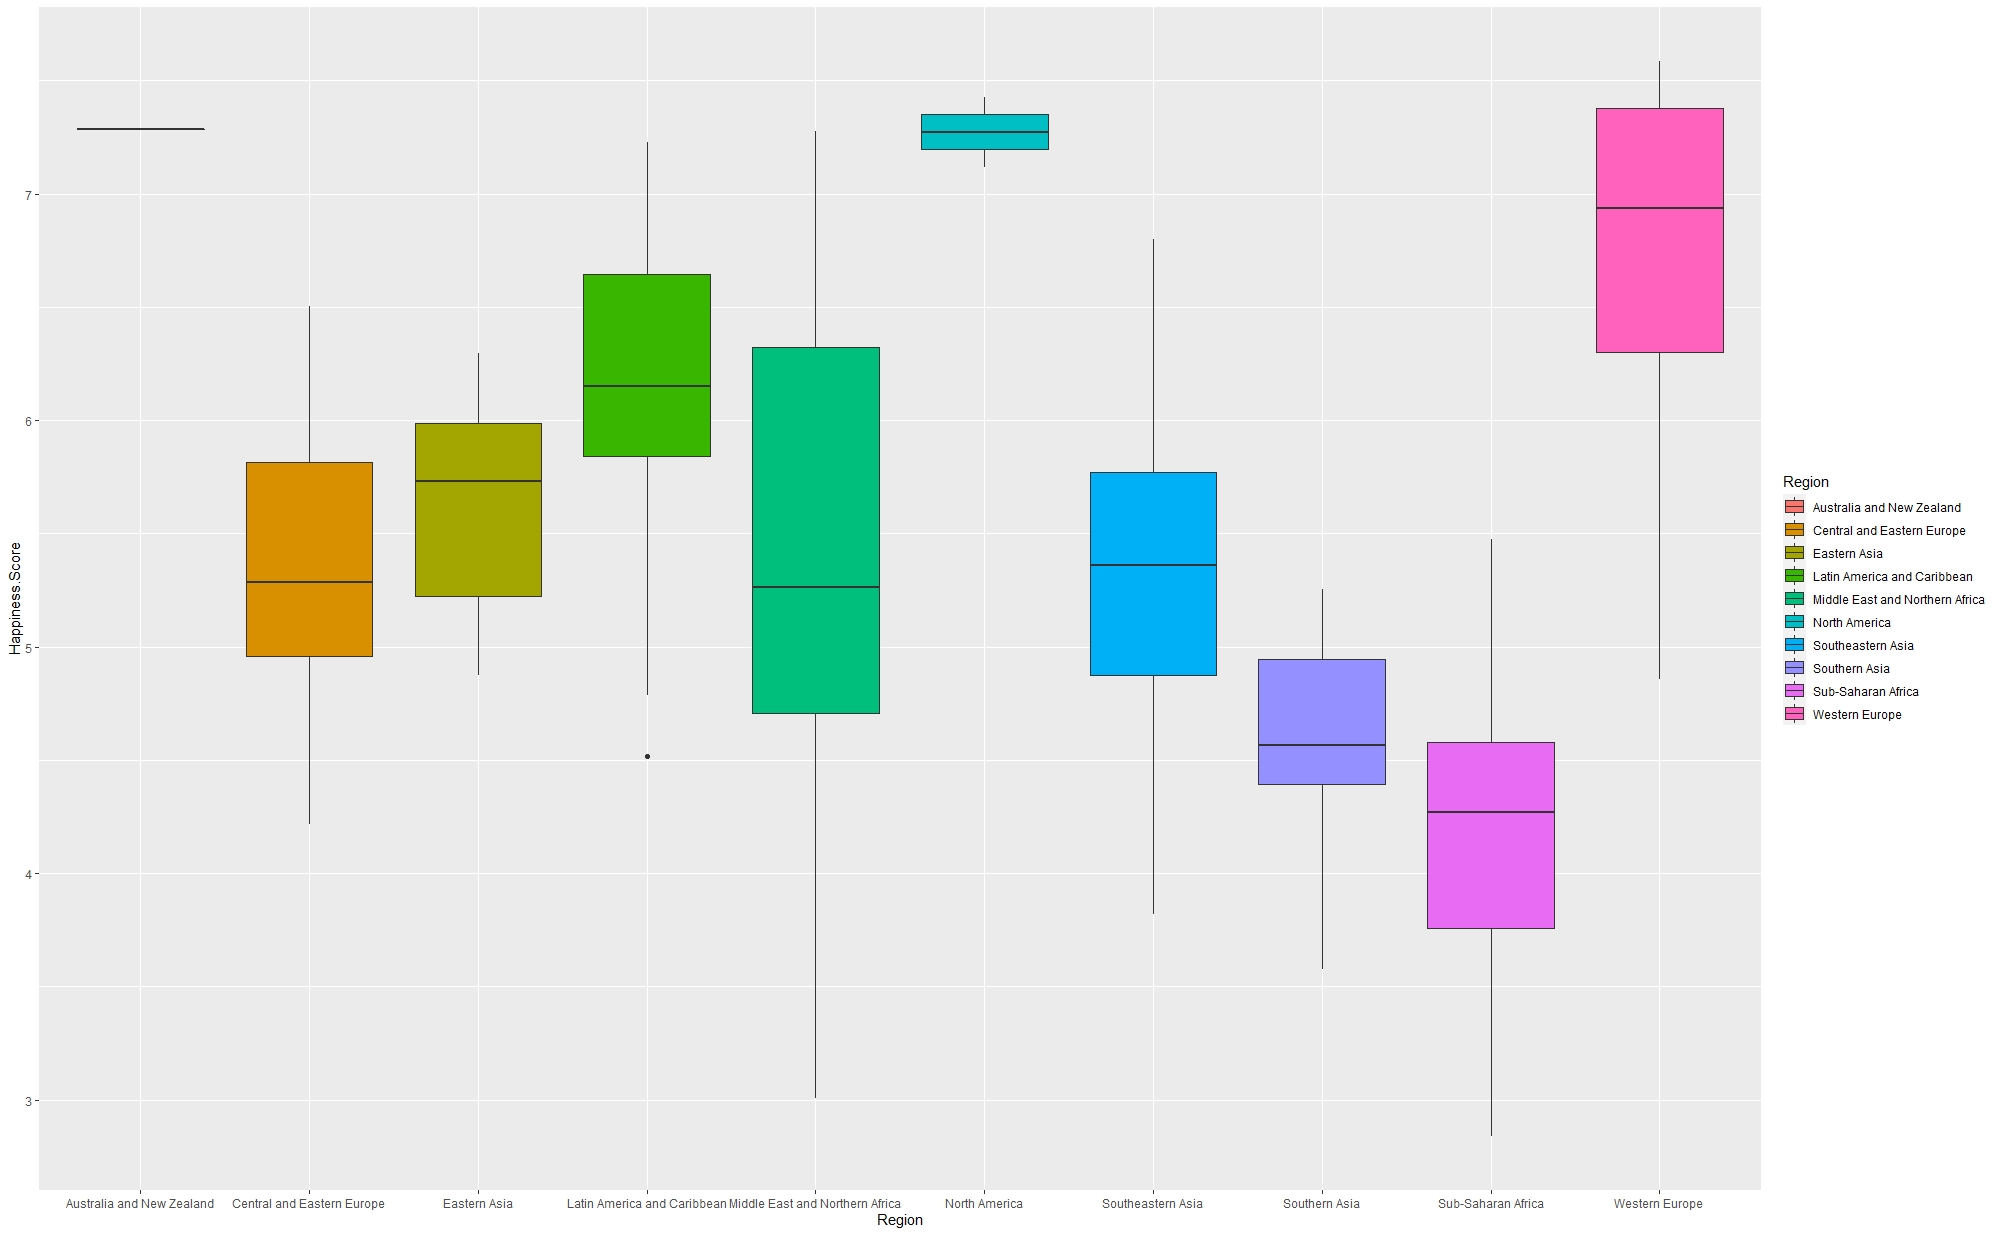 Happiness.Score
7
6
5
4
3
Australia and New Zealand
Central and Eastern Europe
Eastern Asia
Latin America and Caribbean
Middle East and Northern Africa
North America
Southeastern Asia
Southern Asia
Sub-Saharan Africa
Western Europe
Region
Region
Australia and New Zealand
Central and Eastern Europe
Eastern Asia
Latin America and Caribbean
Middle East and Northern Africa
North America
Southeastern Asia
Southern Asia
Sub-Saharan Africa
Western Europe